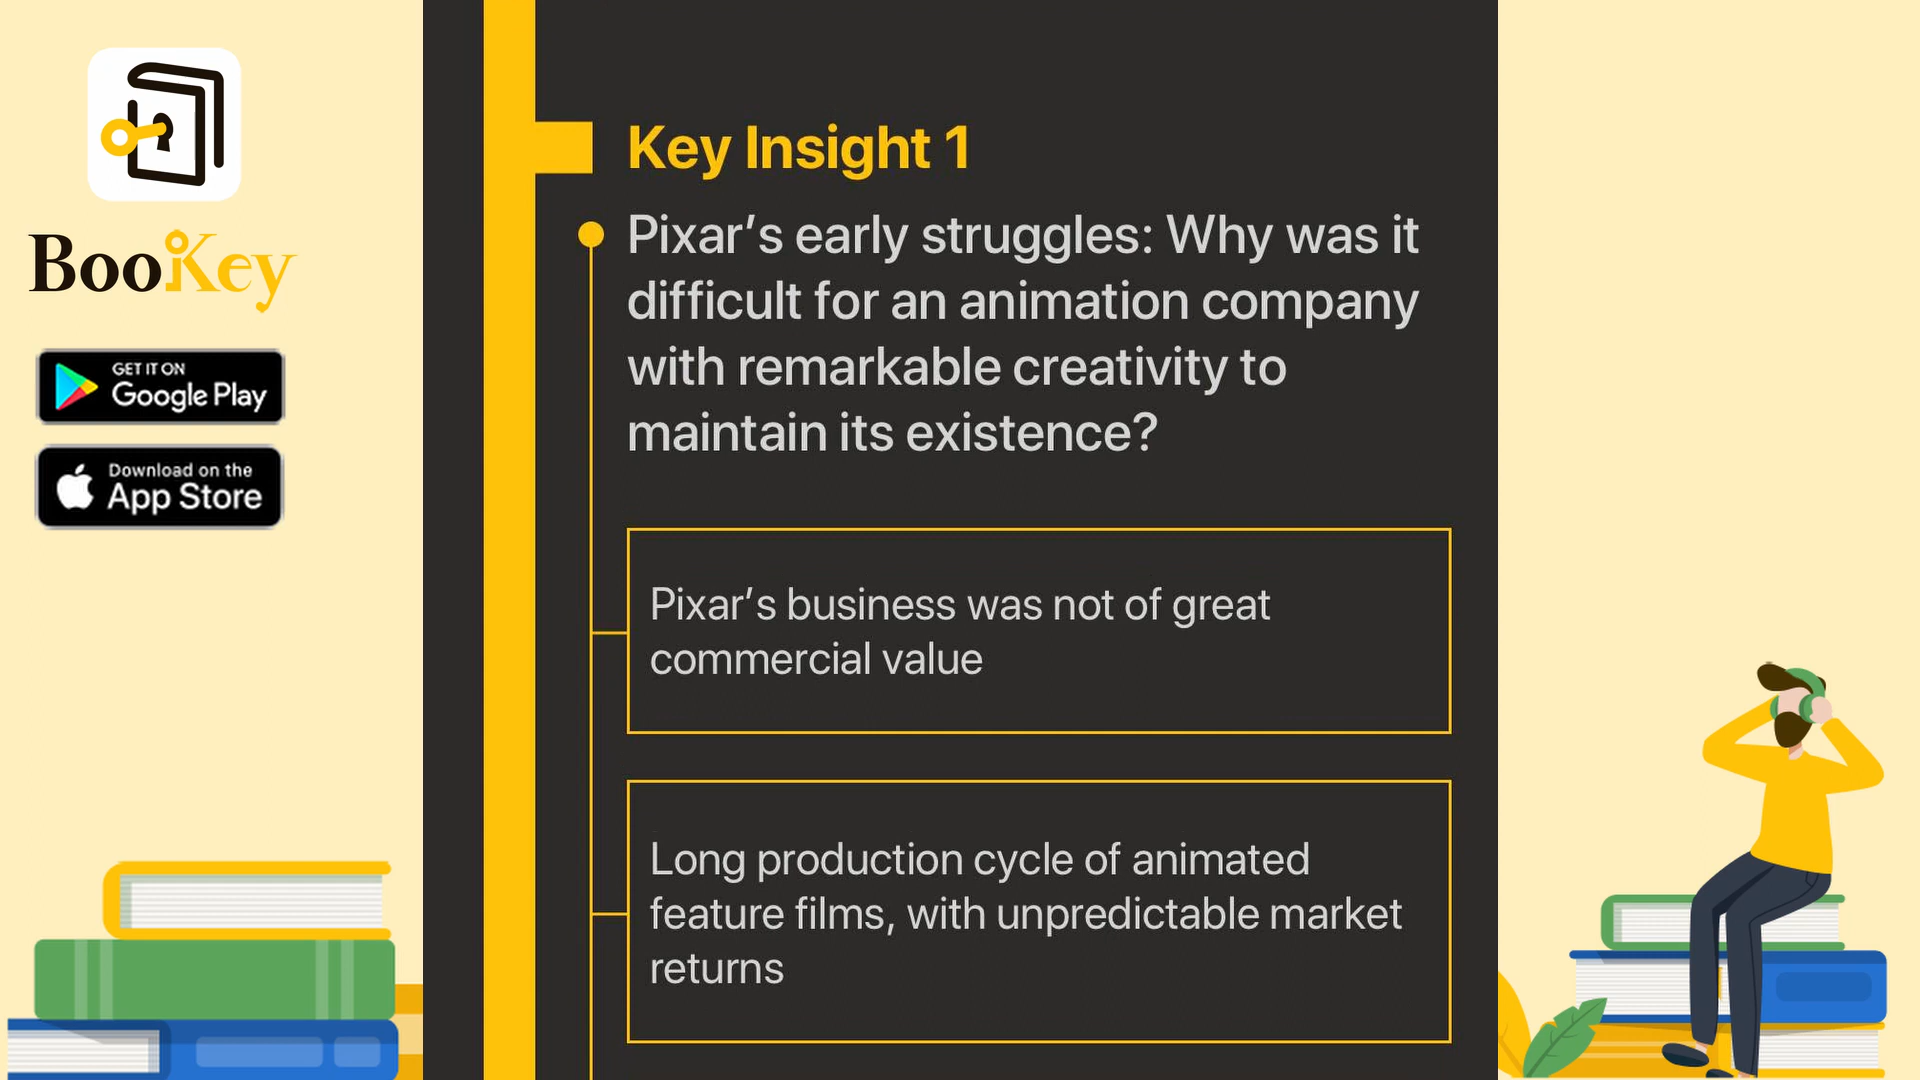 BooKey
GET IT ON
Google Play
Download on the
App Store
Key Insight 1
Pixar’s early struggles: Why was it
difficult for an animation company
with remarkable creativity to
maintain its existence?
Pixar’s business was not of great
commercial value
Long production cycle of animated
feature films, with unpredictable market
returns